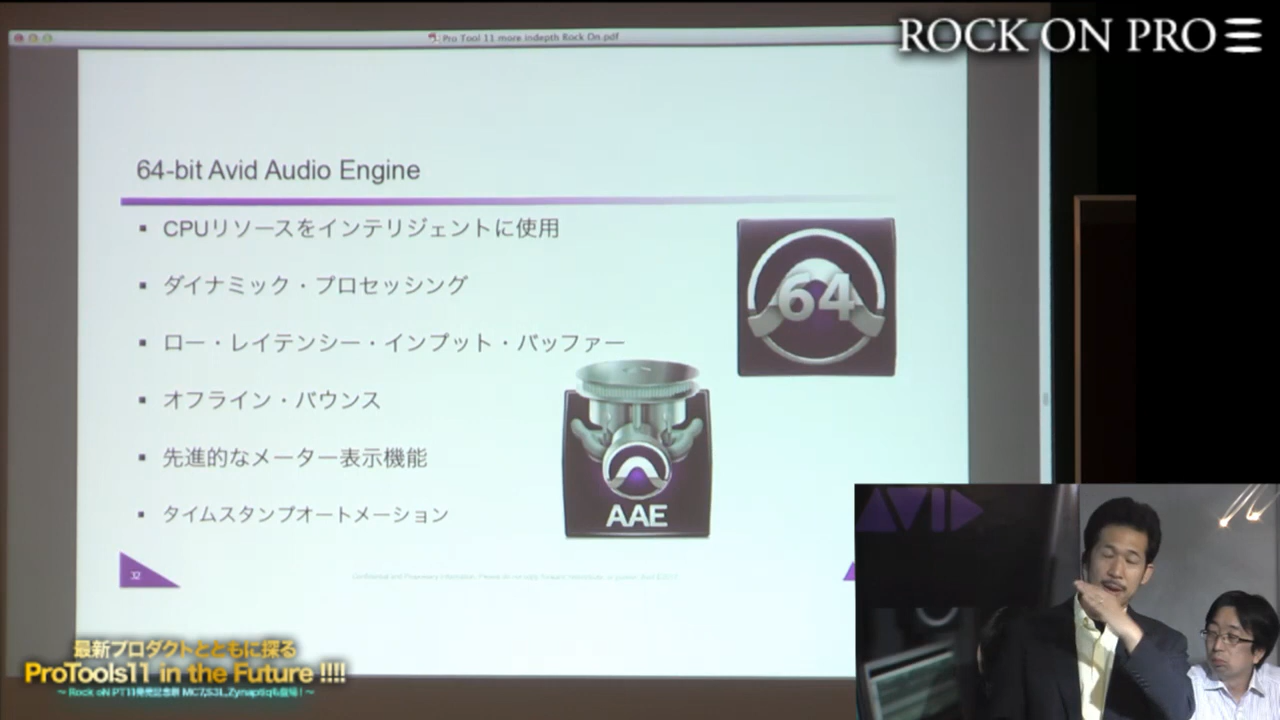 Pro Tool 11 more indepth Rock On.pdf
ROCK ON PRO
64-bit Avid Audio Engine
CPUリソースをインテリジェントに使用
ダイナミック・プロセッシング
ロー・レイテンシー・インプット・バッファー
オフライン・バウンス
先進的なメーター表示機能
タイムスタンプオートメーション
64
AAE
32
AVID
最新プロダクトとともに探る
ProTools11 in the Future !!!!
～Rock oN PT11発売記念祭 MC7,S3L,Zynaptiqも登場！～